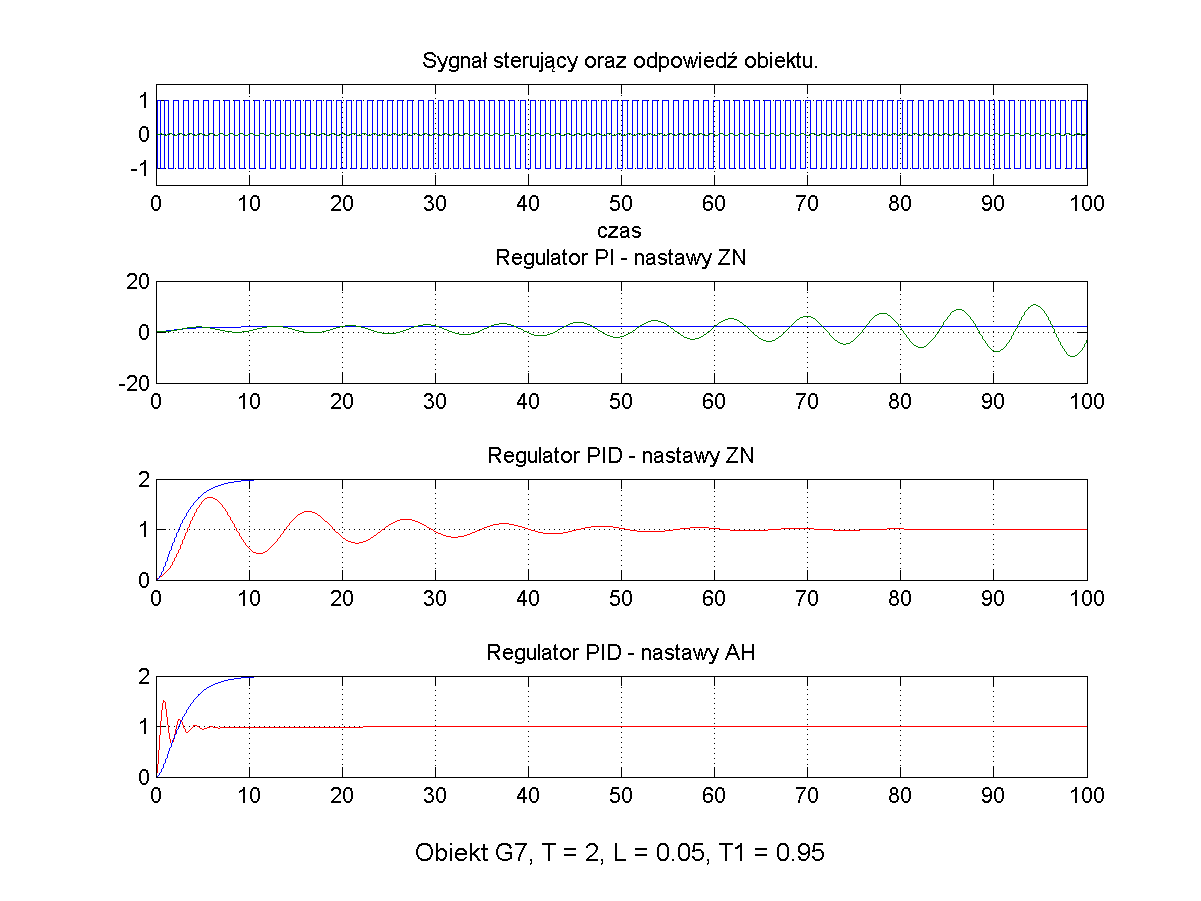 Sygnał sterujący oraz odpowiedź obiektu.
1
0
-1
0 10 20 30 40 50 60 70 80 90 100
czas
Regulator PI - nastawy ZN
20
0
-20
0 10 20 30 40 50 60 70 80 90 100
Regulator PID - nastawy ZN
2
1
0
0 10 20 30 40 50 60 70 80 90 100
Regulator PID - nastawy AH
2
1
0
0 10 20 30 40 50 60 70 80 90 100
Obiekt G7, T = 2, L = 0.05, T1 = 0.95